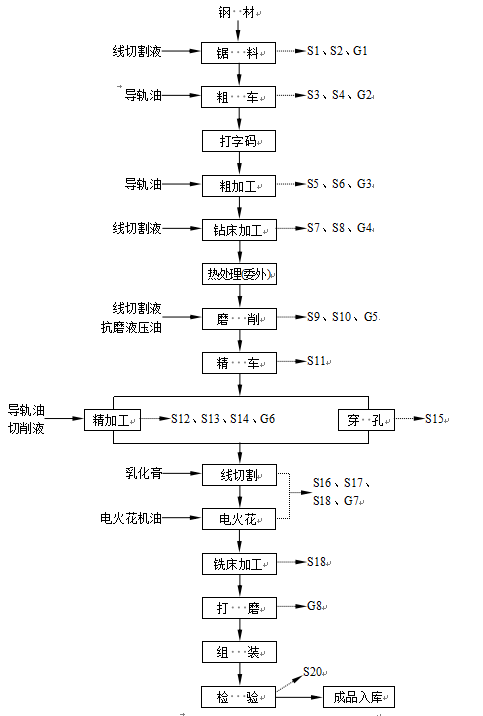 钢···材
线切割液
锯···料
S1、S2、G1
导轨油
粗···车
S3、S4、G2
打字码
导轨油
粗加工
S5、S6、G3
线切割液
钻床加工
S7、S8、G4
热处理(委外)
线切割液
抗磨液压油
磨···削
S9、S10、G5
精···车
S11
导轨油
切削液
精加工
S12、S13、S14、G6
穿··孔
S15
乳化膏
线切割
S16、S17、
S18、G7
电火花机油
电火花
铣床加工
S18
打···磨
G8
组···装
S20
检···验
成品入库